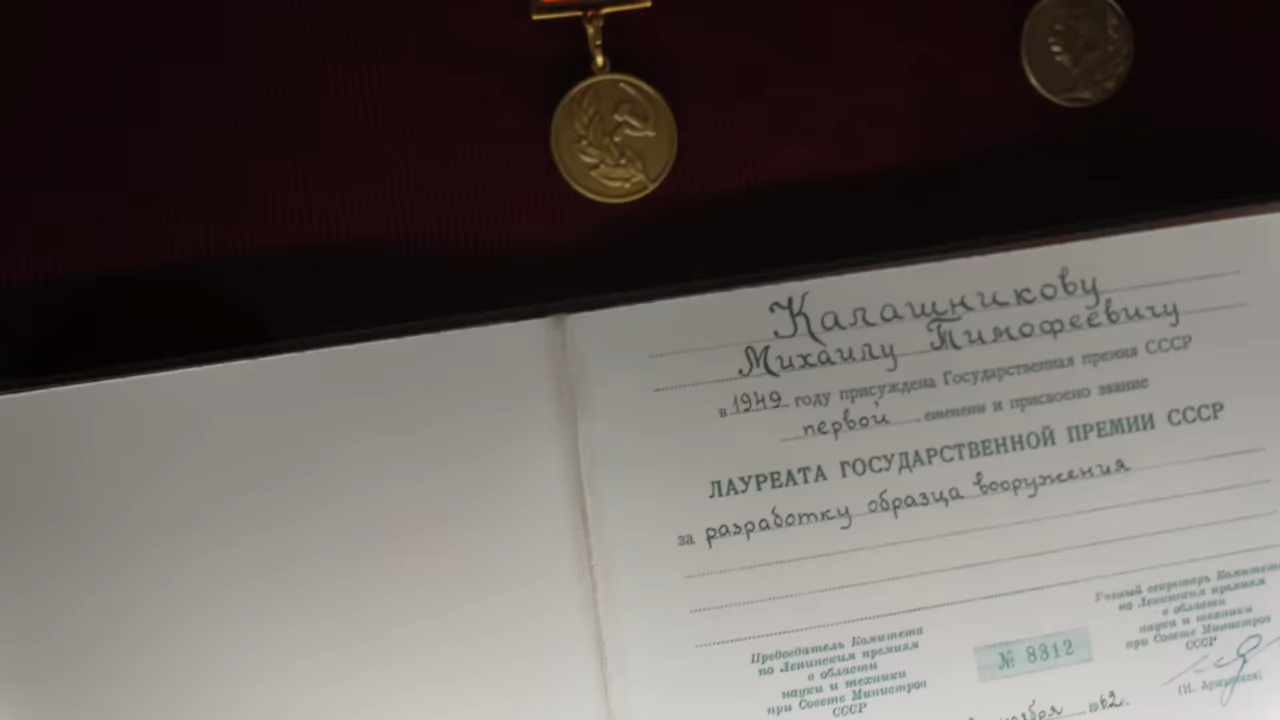 Калашникову
Михаилу Тимофеевичу
в 1949 году присуждена Государственная премия СССР
первой степени и присвоено звание
ЛАУРЕАТА ГОСУДАРСТВЕННОЙ ПРЕМИИ СССР
за разработку образца вооружения
Председатель Комитета
по Ленинским премиям
в области
науки и техники
при Совете Министров
СССР
№ 8312
Ученый секретарь Комитета
по Ленинским премиям
в области
науки и техники
при Совете Министров
СССР
1962.